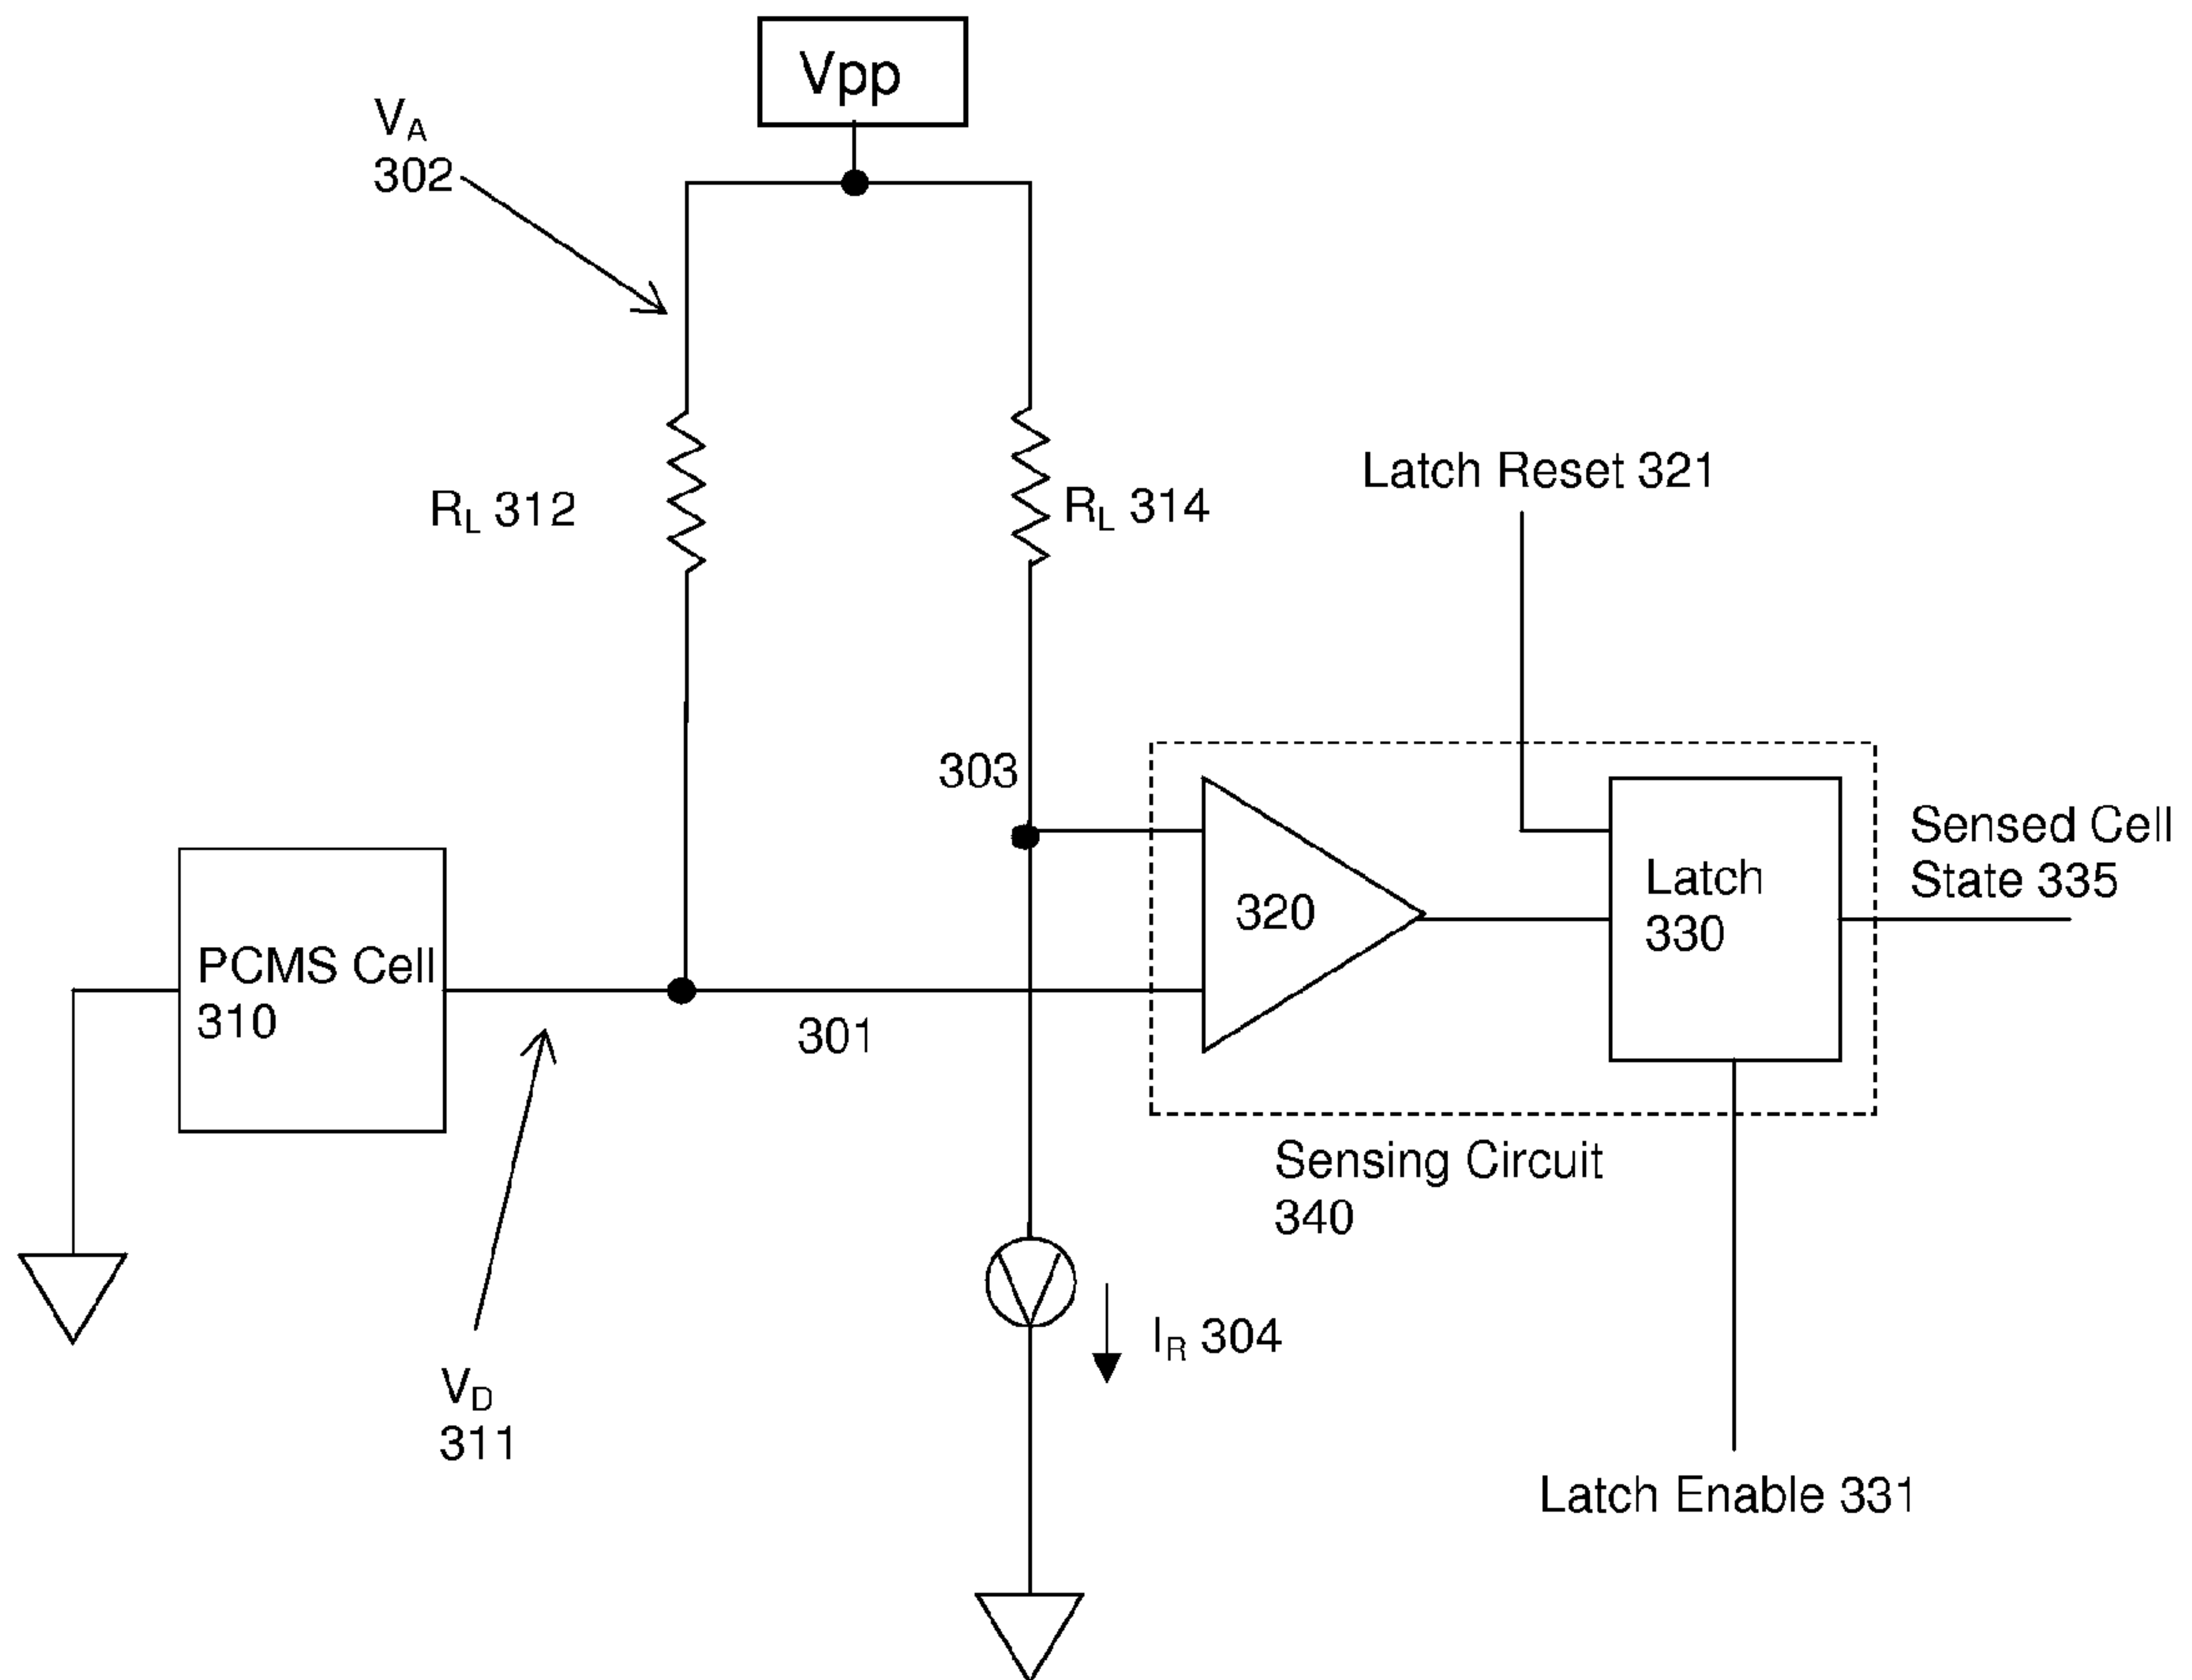 Vpp
VA
302
RL 312
RL 314
Latch Reset 321
303
Sensed Cell
State 335
Latch
330
320
PCMS Cell
310
301
Sensing Circuit
340
IR 304
VD
311
Latch Enable 331